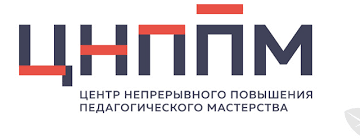 ЦНППМ
ЦЕНТР НЕПРЕРЫВНОГО ПОВЫШЕНИЯ
ПЕДАГОГИЧЕСКОГО МАСТЕРСТВА